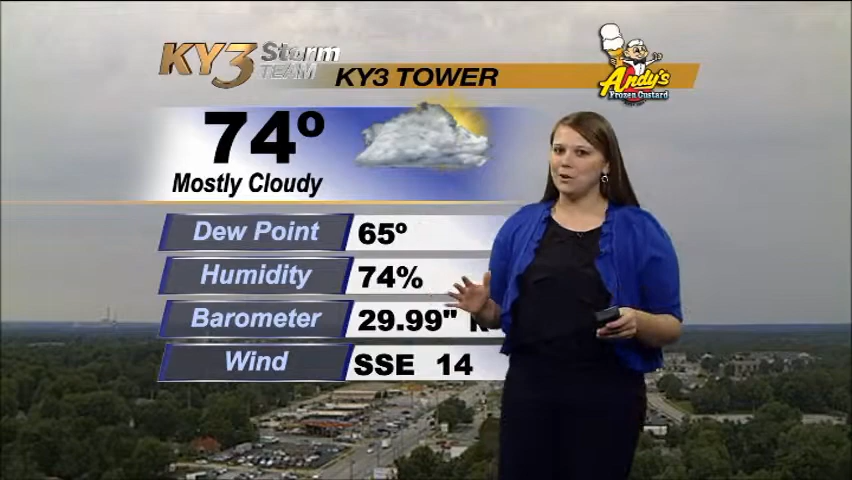 KY3 Storm
TEAM
KY3 TOWER
Andy's
Frozen Custard
74º
Mostly Cloudy
Dew Point 65º
Humidity 74%
Barometer 29.99"
Wind SSE 14